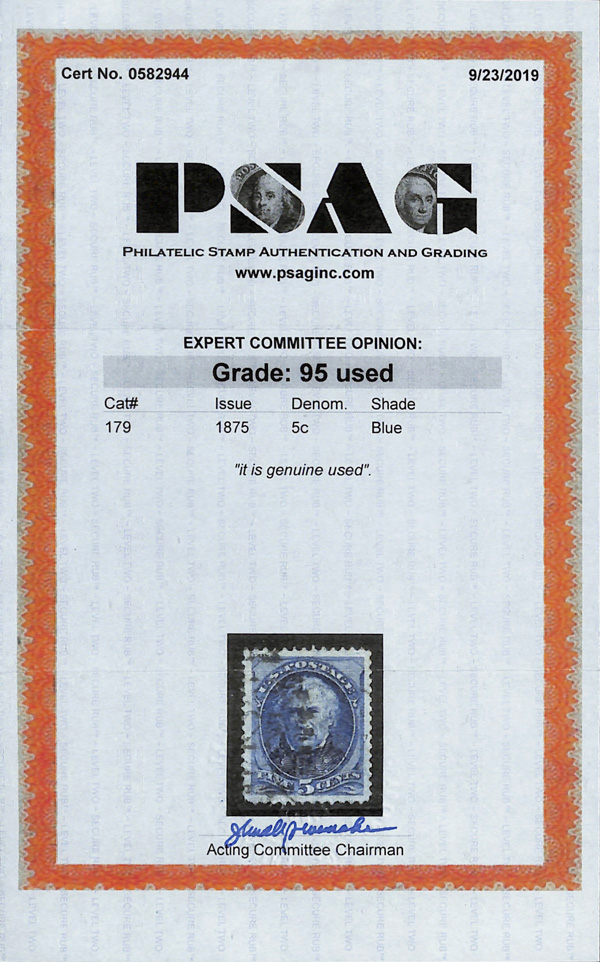 Cert No. 0582944 9/23/2019
PSAG
PHILATELIC STAMP AUTHENTICATION AND GRADING
www.psaginc.com
EXPERT COMMITTEE OPINION:
Grade: 95 used
Cat# Issue Denom. Shade
179 1875 5c Blue
"it is genuine used".
U.S. POSTAGE
FIVE 5 CENTS
Acting Committee Chairman